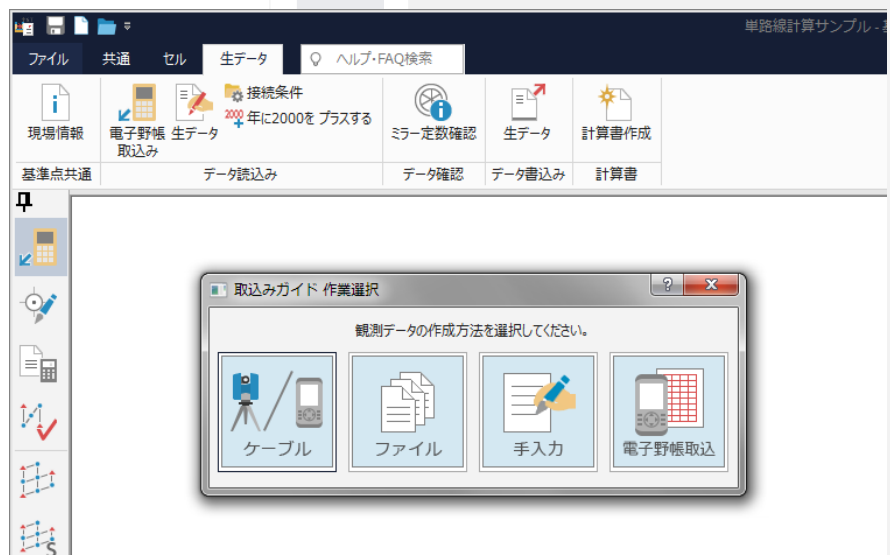 単路線計算サンプル -
ファイル 共通 セル 生データ ヘルプ・FAQ検索
接続条件
2000 年に2000を プラスする
現場情報 電子野帳 生データ ミラー定数確認 生データ 計算書作成
取込み
基準点共通 データ読込み データ確認 データ書込み 計算書
取込みガイド 作業選択
観測データの作成方法を選択してください。
ケーブル ファイル 手入力 電子野帳取込
S